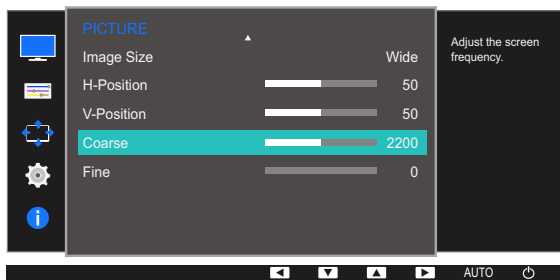 PICTURE
Image Size Wide
H-Position 50
V-Position 50
Coarse 2200
Fine 0
Adjust the screen
frequency.
AUTO